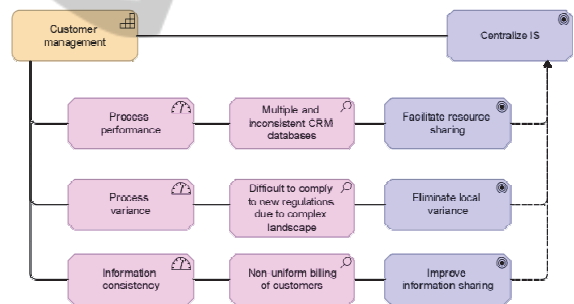 Customer
management
Centralize IS
Process
performance
Multiple and
inconsistent CRM
databases
Facilitate resource
sharing
Process
variance
Difficult to comply
to new regulations
due to complex
landscape
Eliminate local
variance
Information
consistency
Non-uniform billing
of customers
Improve
information sharing